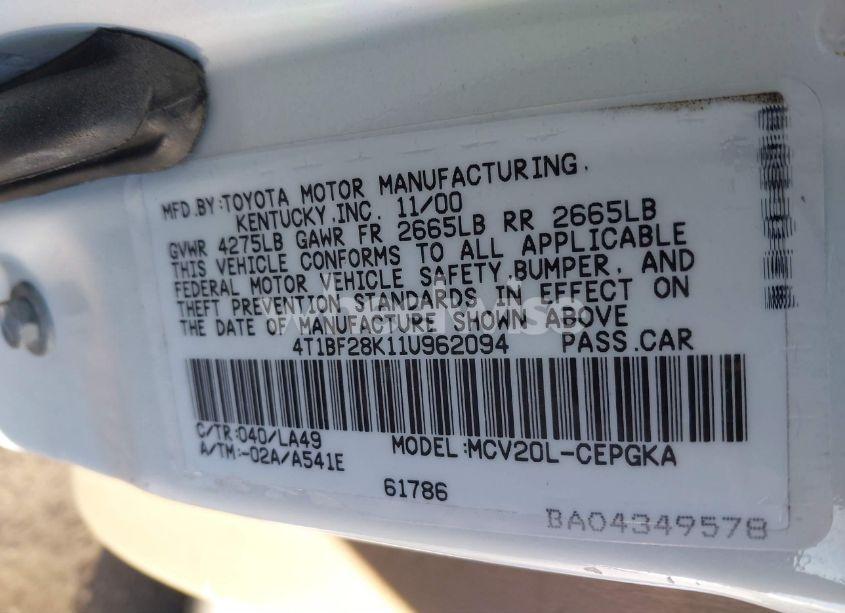 MFD.BY:TOYOTA MOTOR MANUFACTURING.
KENTUCKY.INC. 11/00
GVWR 4275LB GAWR FR 2665LB RR 2665LB
THIS VEHICLE CONFORMS TO ALL APPLICABLE
FEDERAL MOTOR VEHICLE SAFETY.BUMPER, AND
THEFT PREVENTION STANDARDS IN EFFECT ON
THE DATE OF MANUFACTURE SHOWN ABOVE
4T1BF28K11U962094 PASS.CAR
C/TR:040/LA49
A/TM:-02A/A541E
MODEL:MCV20L-CEPGKA
61786
BA04349578